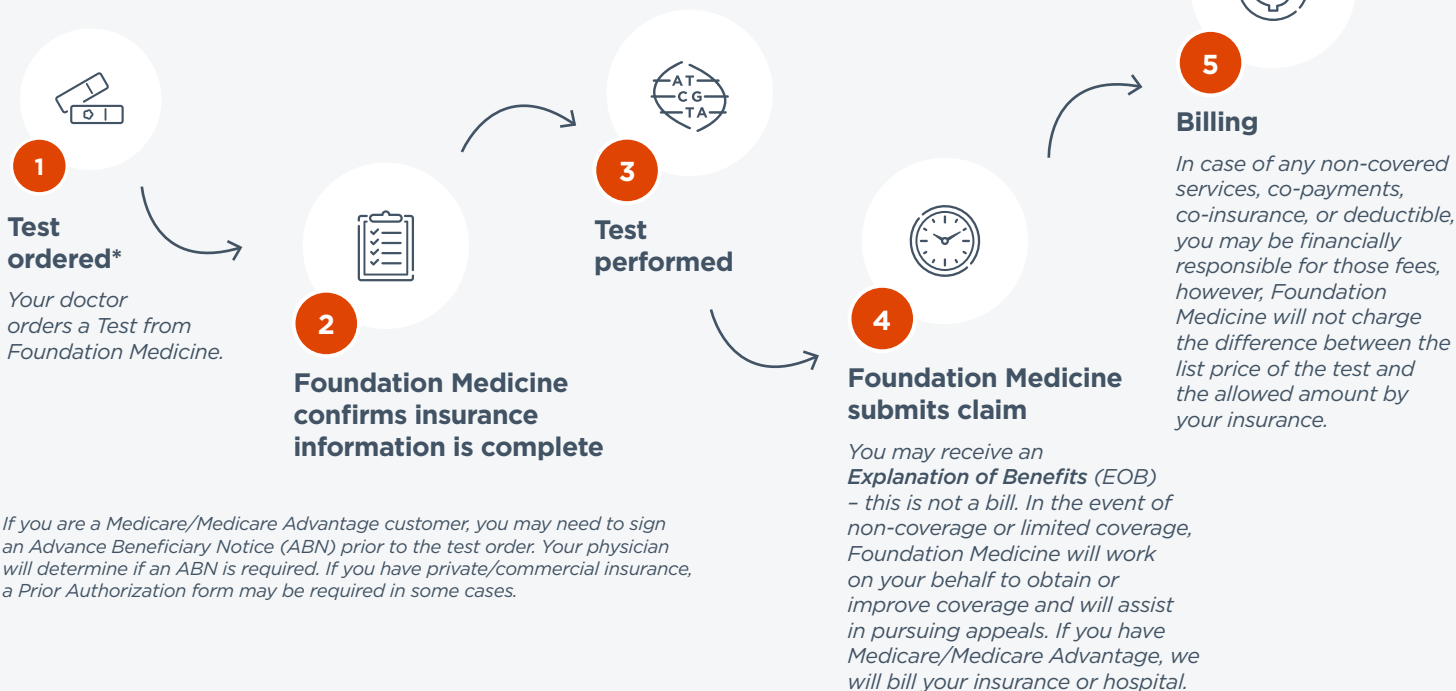 1
Test
ordered*
Your doctor
orders a Test from
Foundation Medicine.
2
Foundation Medicine
confirms insurance
information is complete
AT
CG
TA
3
Test
performed
4
Foundation Medicine
submits claim
You may receive an
Explanation of Benefits (EOB)
– this is not a bill. In the event of
non-coverage or limited coverage,
Foundation Medicine will work
on your behalf to obtain or
improve coverage and will assist
in pursuing appeals. If you have
Medicare/Medicare Advantage, we
will bill your insurance or hospital.
5
Billing
In case of any non-covered
services, co-payments,
co-insurance, or deductible,
you may be financially
responsible for those fees,
however, Foundation
Medicine will not charge
the difference between the
list price of the test and
the allowed amount by
your insurance.
If you are a Medicare/Medicare Advantage customer, you may need to sign
an Advance Beneficiary Notice (ABN) prior to the test order. Your physician
will determine if an ABN is required. If you have private/commercial insurance,
a Prior Authorization form may be required in some cases.